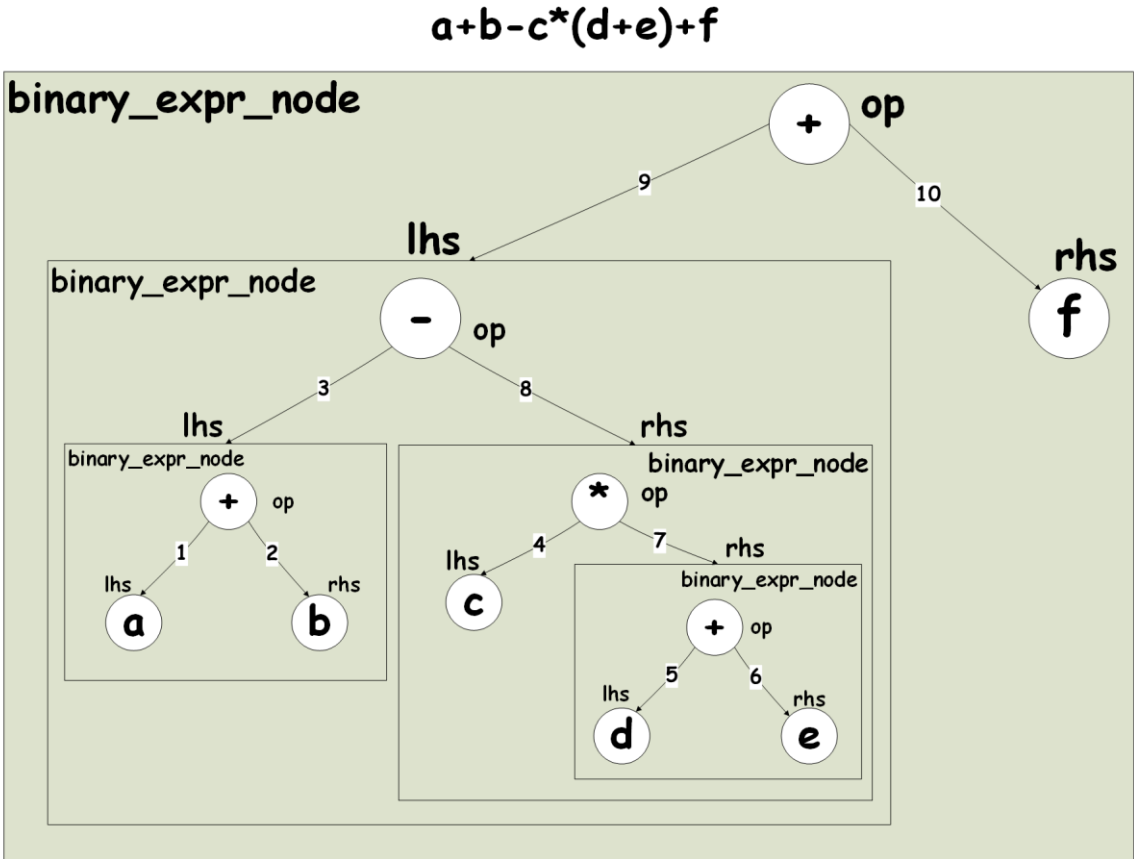 a+b-c*(d+e)+f
binary_expr_node
+ op
9
10
lhs
rhs
binary_expr_node
- op
f
3
8
lhs
rhs
binary_expr_node
+ op
1
2
lhs
rhs
a
b
binary_expr_node
* op
4
7
lhs
rhs
c
binary_expr_node
+ op
5
6
lhs
rhs
d
e